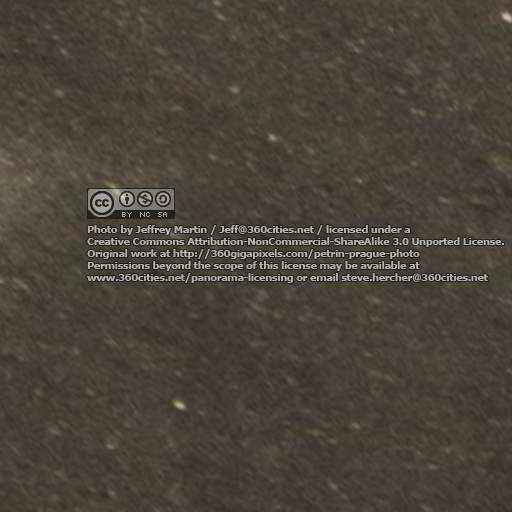 cc
BY NC SA
Photo by Jeffrey Martin / Jeff@360cities.net / licensed under a
Creative Commons Attribution-NonCommercial-ShareAlike 3.0 Unported License.
Original work at http://360gigapixels.com/petrin-prague-photo
Permissions beyond the scope of this license may be available at
www.360cities.net/panorama-licensing or email steve.hercher@360cities.net